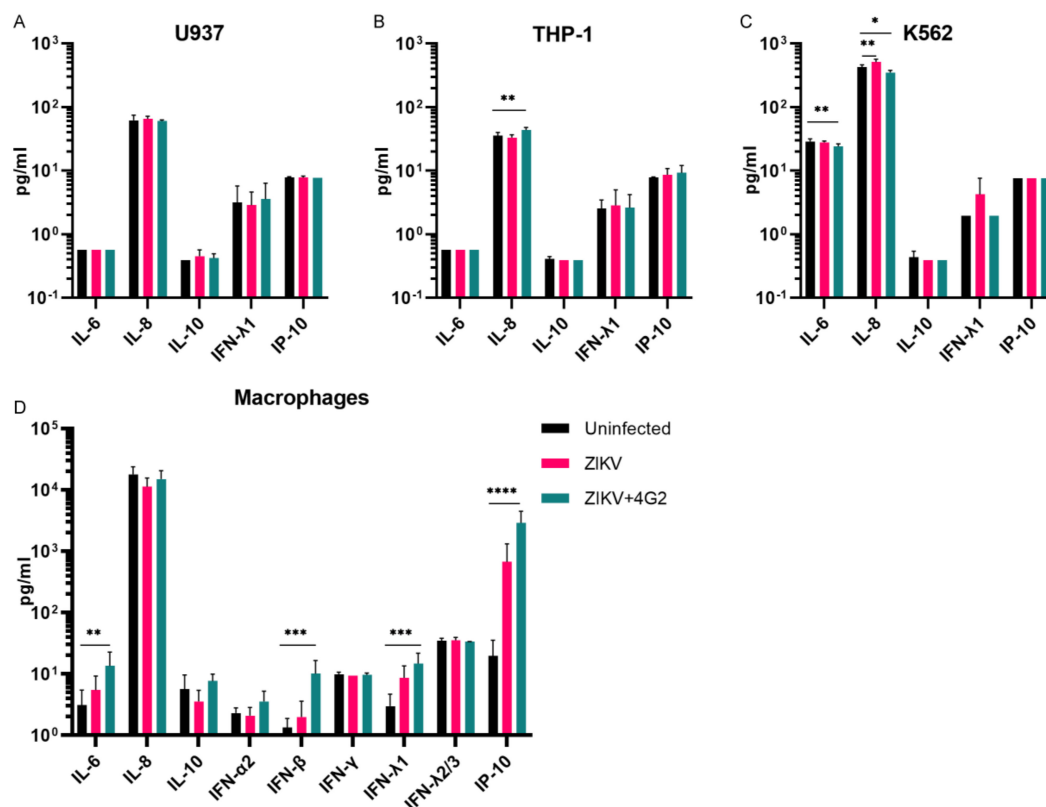 A
U937
10³
10²
10¹
10⁰
10⁻¹
pg/ml
IL-6
IL-8
IL-10
IFN-λ1
IP-10
B
THP-1
10³
10²
10¹
10⁰
10⁻¹
pg/ml
**
IL-6
IL-8
IL-10
IFN-λ1
IP-10
C
K562
10³
10²
10¹
10⁰
10⁻¹
pg/ml
**
*
**
IL-6
IL-8
IL-10
IFN-λ1
IP-10
D
Macrophages
10⁵
10⁴
10³
10²
10¹
10⁰
pg/ml
**
***
***
****
IL-6
IL-8
IL-10
IFN-α2
IFN-β
IFN-γ
IFN-λ1
IFN-λ2/3
IP-10
Uninfected
ZIKV
ZIKV+4G2